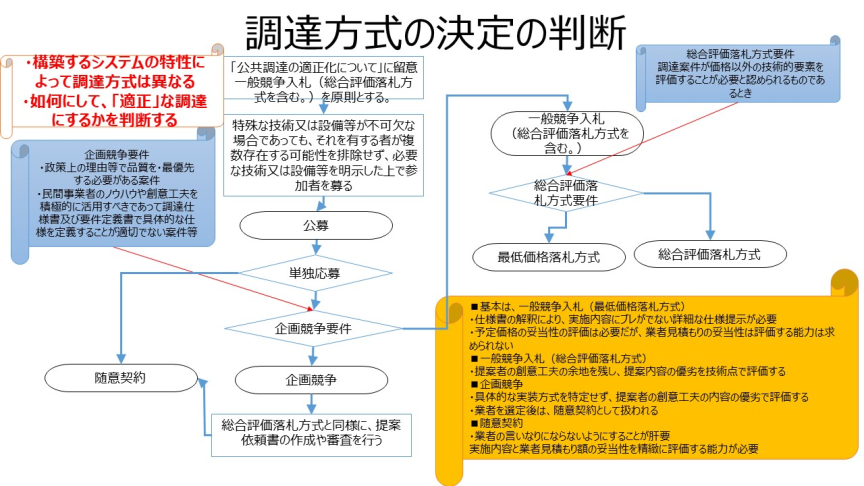 調達方式の決定の判断
・構築するシステムの特性に
よって調達方式は異なる
・如何にして、「適正」な調達
にするかを判断する
「公共調達の適正化について」に留意
一般競争入札（総合評価落札方
式を含む。）を原則とする。
総合評価落札方式要件
調達案件が価格以外の技術的要素を
評価することが必要と認められるものであ
るとき
特殊な技術又は設備等が不可欠な
場合であっても、それを有する者が複
数存在する可能性を排除せず、必要
な技術又は設備等を明示した上で参
加者を募る
一般競争入札
（総合評価落札方式を
含む。）
企画競争要件
・政策上の理由等で品質を・最優先
する必要がある案件
・民間事業者のノウハウや創意工夫を
積極的に活用すべきであって調達仕
様書及び要件定義書で具体的な仕
様を定義することが適切でない案件等
総合評価落
札方式要件
公募
最低価格落札方式
総合評価落札方式
単独応募
企画競争要件
随意契約
企画競争
総合評価落札方式と同様に、提案
依頼書の作成や審査を行う
■基本は、一般競争入札（最低価格落札方式）
・仕様書の解釈により、実施内容にブレがでない詳細な仕様提示が必要
・予定価格の妥当性の評価は必要だが、業者見積もりの妥当性は評価する能力は求
められない
■一般競争入札（総合評価落札方式）
・提案者の創意工夫の余地を残し、提案内容の優劣を技術点で評価する
■企画競争
・具体的な実装方式を特定せず、提案者の創意工夫の内容の優劣で評価する
・業者を選定後は、随意契約として扱われる
■随意契約
・業者の言いなりにならないようにすることが肝要
実施内容と業者見積もり額の妥当性を精緻に評価する能力が必要